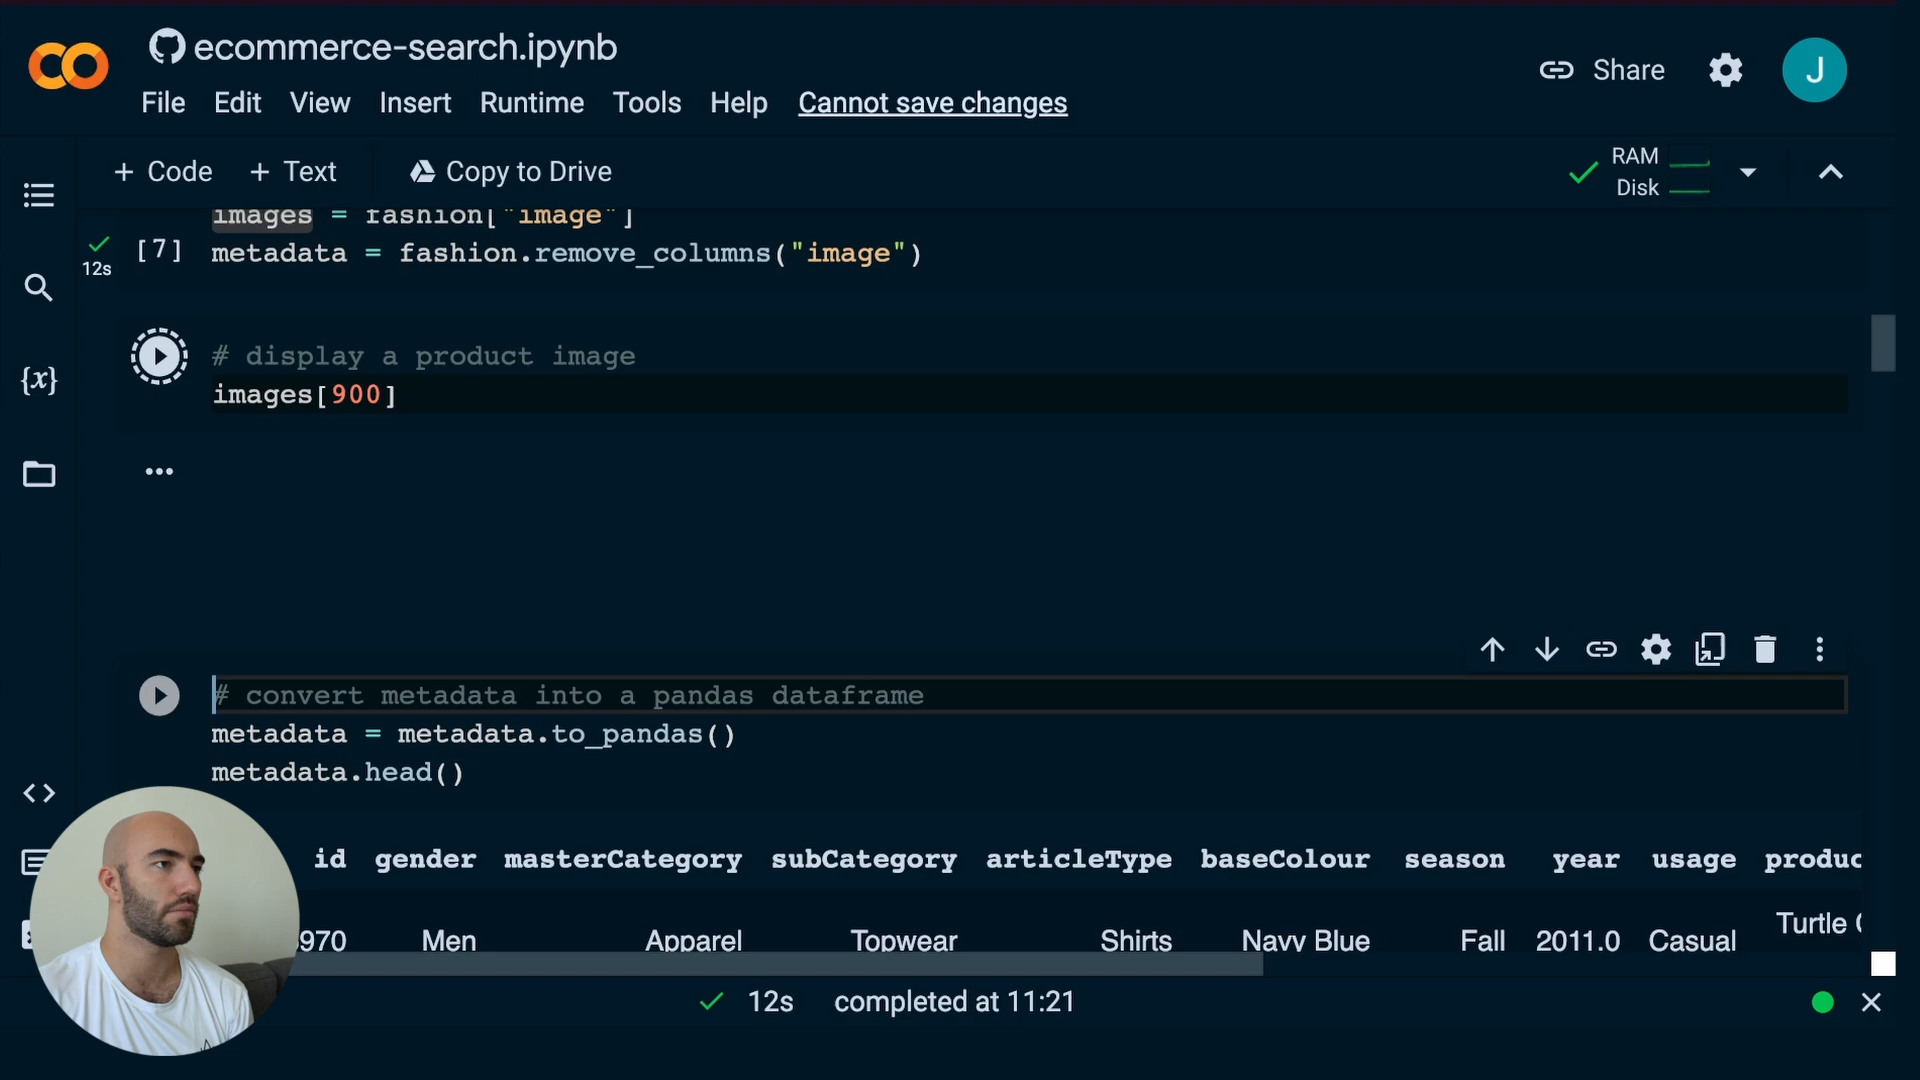 ecommerce-search.ipynb
File Edit View Insert Runtime Tools Help Cannot save changes
Share
J
+ Code + Text Copy to Drive
RAM
Disk
images = fashion["image"]
[7] metadata = fashion.remove_columns("image")
12s
# display a product image
images[900]
# convert metadata into a pandas dataframe
metadata = metadata.to_pandas()
metadata.head()
id gender masterCategory subCategory articleType baseColour season year usage produc
970 Men Apparel Topwear Shirts Navy Blue Fall 2011.0 Casual Turtle
12s completed at 11:21